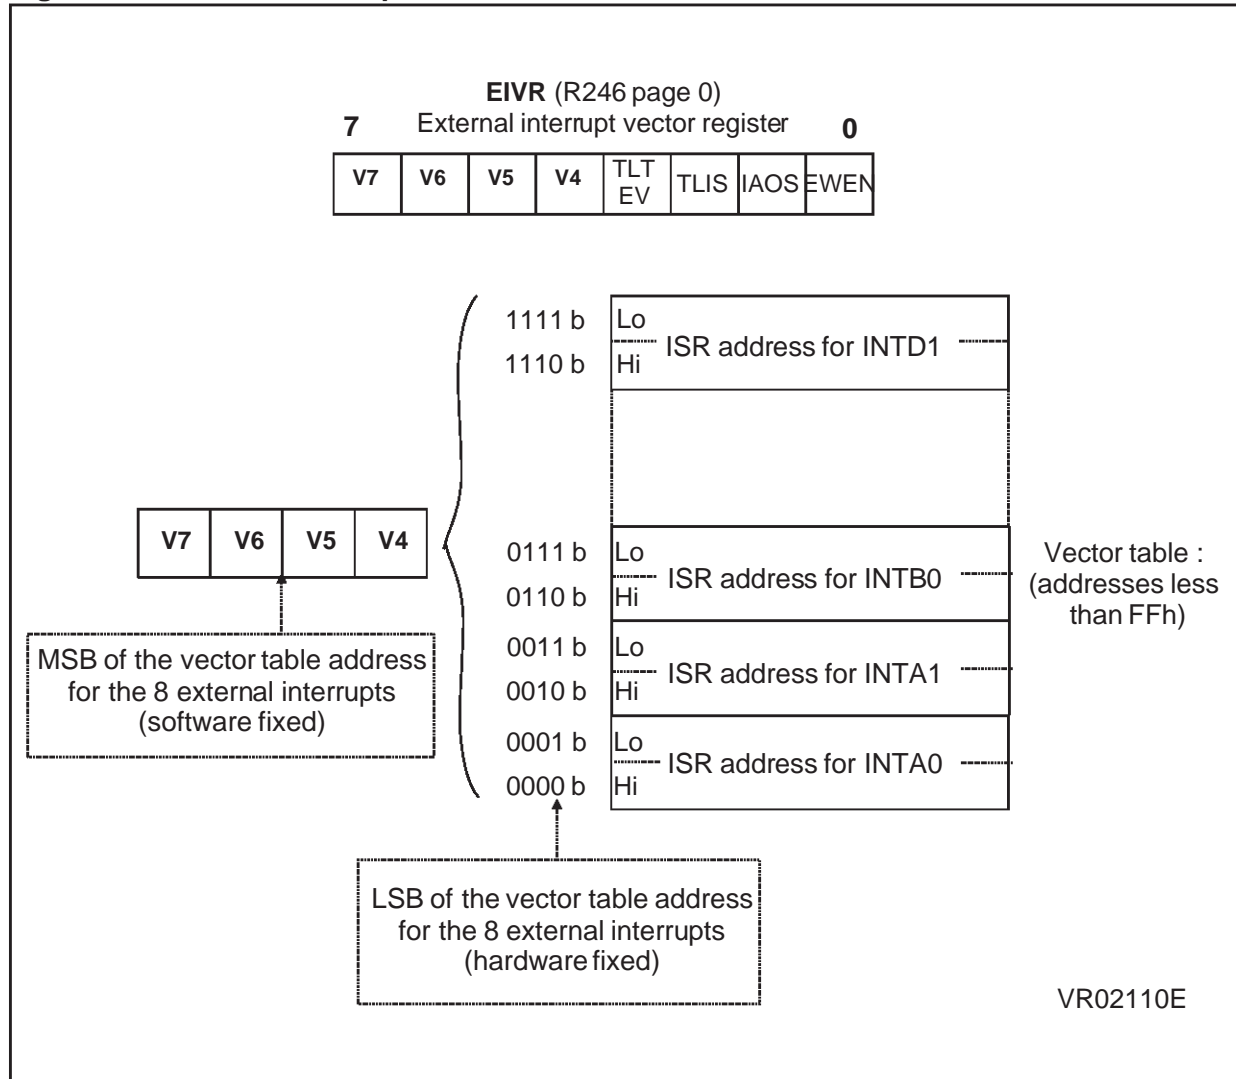 EIVR (R246 page 0)
7 External interrupt vector register 0
V7 V6 V5 V4 TLT EV TLIS IAOS EWEN
1111 b Lo
ISR address for INTD1
1110 b Hi
V7 V6 V5 V4
0111 b Lo
ISR address for INTB0
0110 b Hi
0011 b Lo
ISR address for INTA1
0010 b Hi
0001 b Lo
ISR address for INTA0
0000 b Hi
Vector table :
(addresses less
than FFh)
MSB of the vector table address
for the 8 external interrupts
(software fixed)
LSB of the vector table address
for the 8 external interrupts
(hardware fixed)
VR02110E